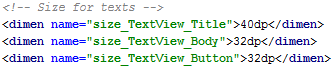 <!-- Size for texts -->
<dimen name="size_TextView_Title">40dp</dimen>
<dimen name="size_TextView_Body">32dp</dimen>
<dimen name="size_TextView_Button">32dp</dimen>